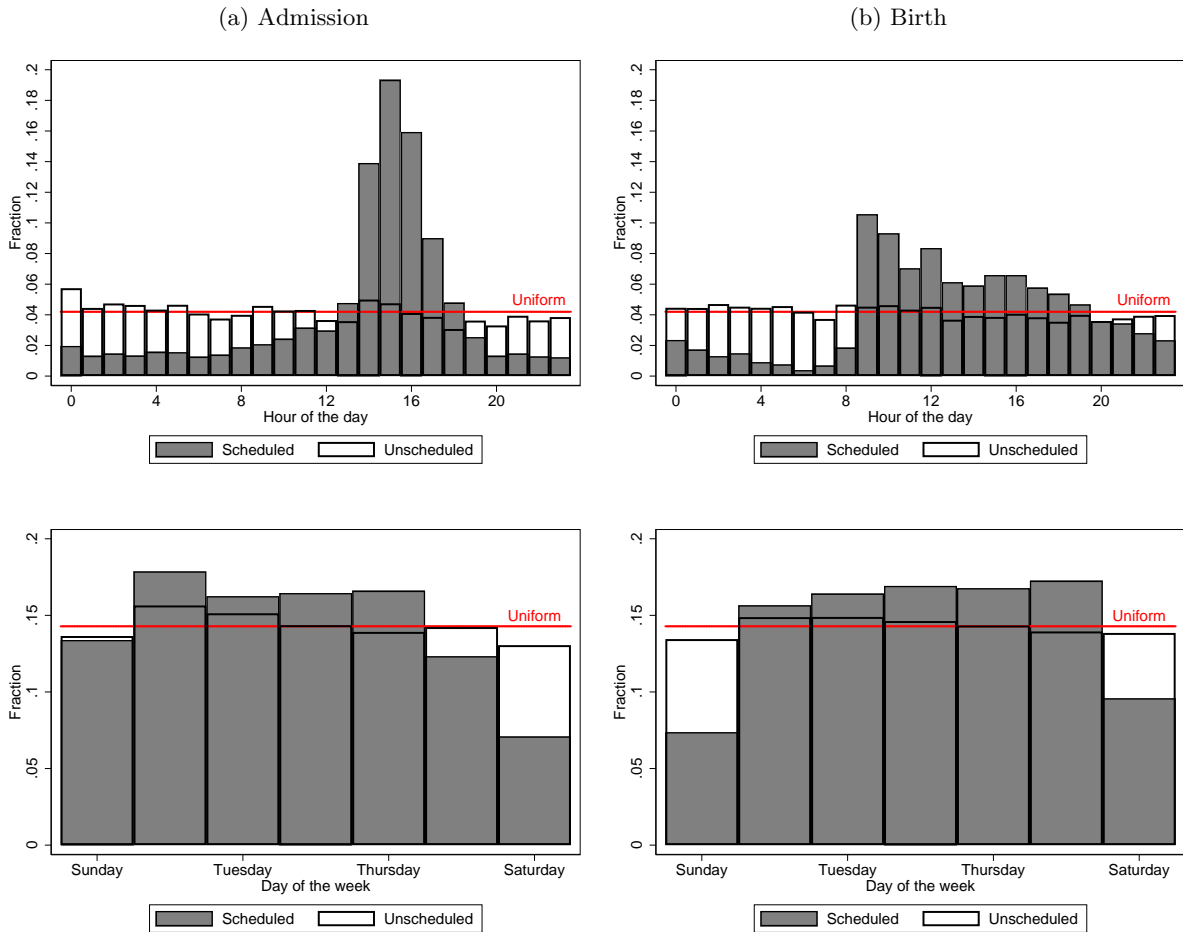 (a) Admission
(b) Birth
Fraction
0 .02 .04 .06 .08 .1 .12 .14 .16 .18 .2
Uniform
0 4 8 12 16 20
Hour of the day
Scheduled Unscheduled
Fraction
0 .02 .04 .06 .08 .1 .12 .14 .16 .18 .2
Uniform
0 4 8 12 16 20
Hour of the day
Scheduled Unscheduled
Fraction
0 .05 .1 .15 .2
Uniform
Sunday Tuesday Thursday Saturday
Day of the week
Scheduled Unscheduled
Fraction
0 .05 .1 .15 .2
Uniform
Sunday Tuesday Thursday Saturday
Day of the week
Scheduled Unscheduled